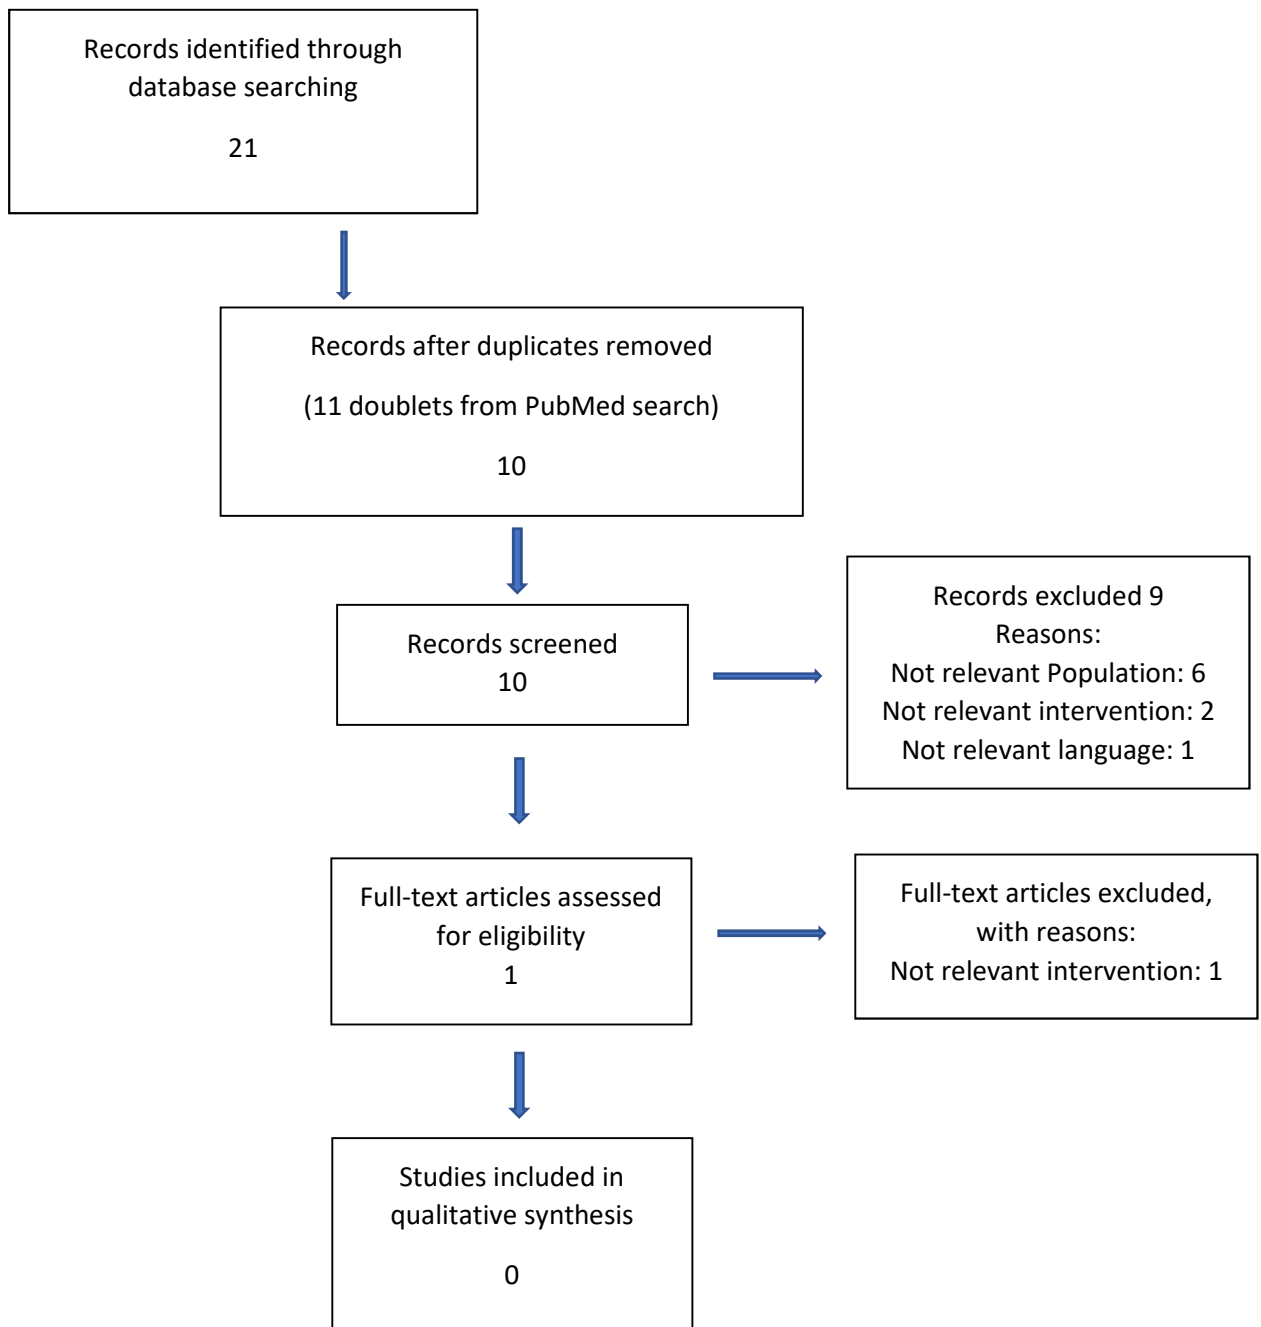 Records identified through
database searching
21
Records after duplicates removed
(11 doublets from PubMed search)
10
Records screened
10
Records excluded 9
Reasons:
Not relevant Population: 6
Not relevant intervention: 2
Not relevant language: 1
Full-text articles assessed
for eligibility
1
Full-text articles excluded,
with reasons:
Not relevant intervention: 1
Studies included in
qualitative synthesis
0